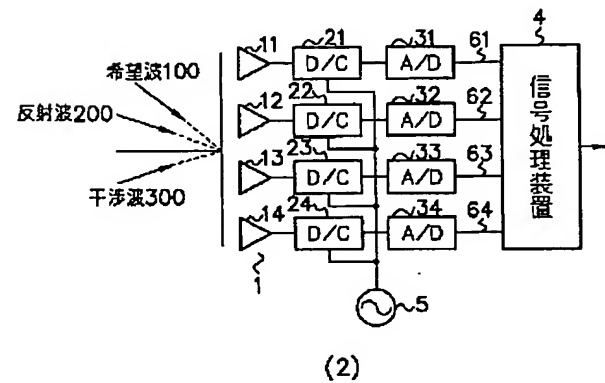 11 21 31 61 4
希望波100
D/C A/D
反射波200
12 22 32 62
D/C A/D
13 23 33 63
干渉波300
D/C A/D
14 24 34 64
D/C A/D
信号処理装置
1
5
(2)